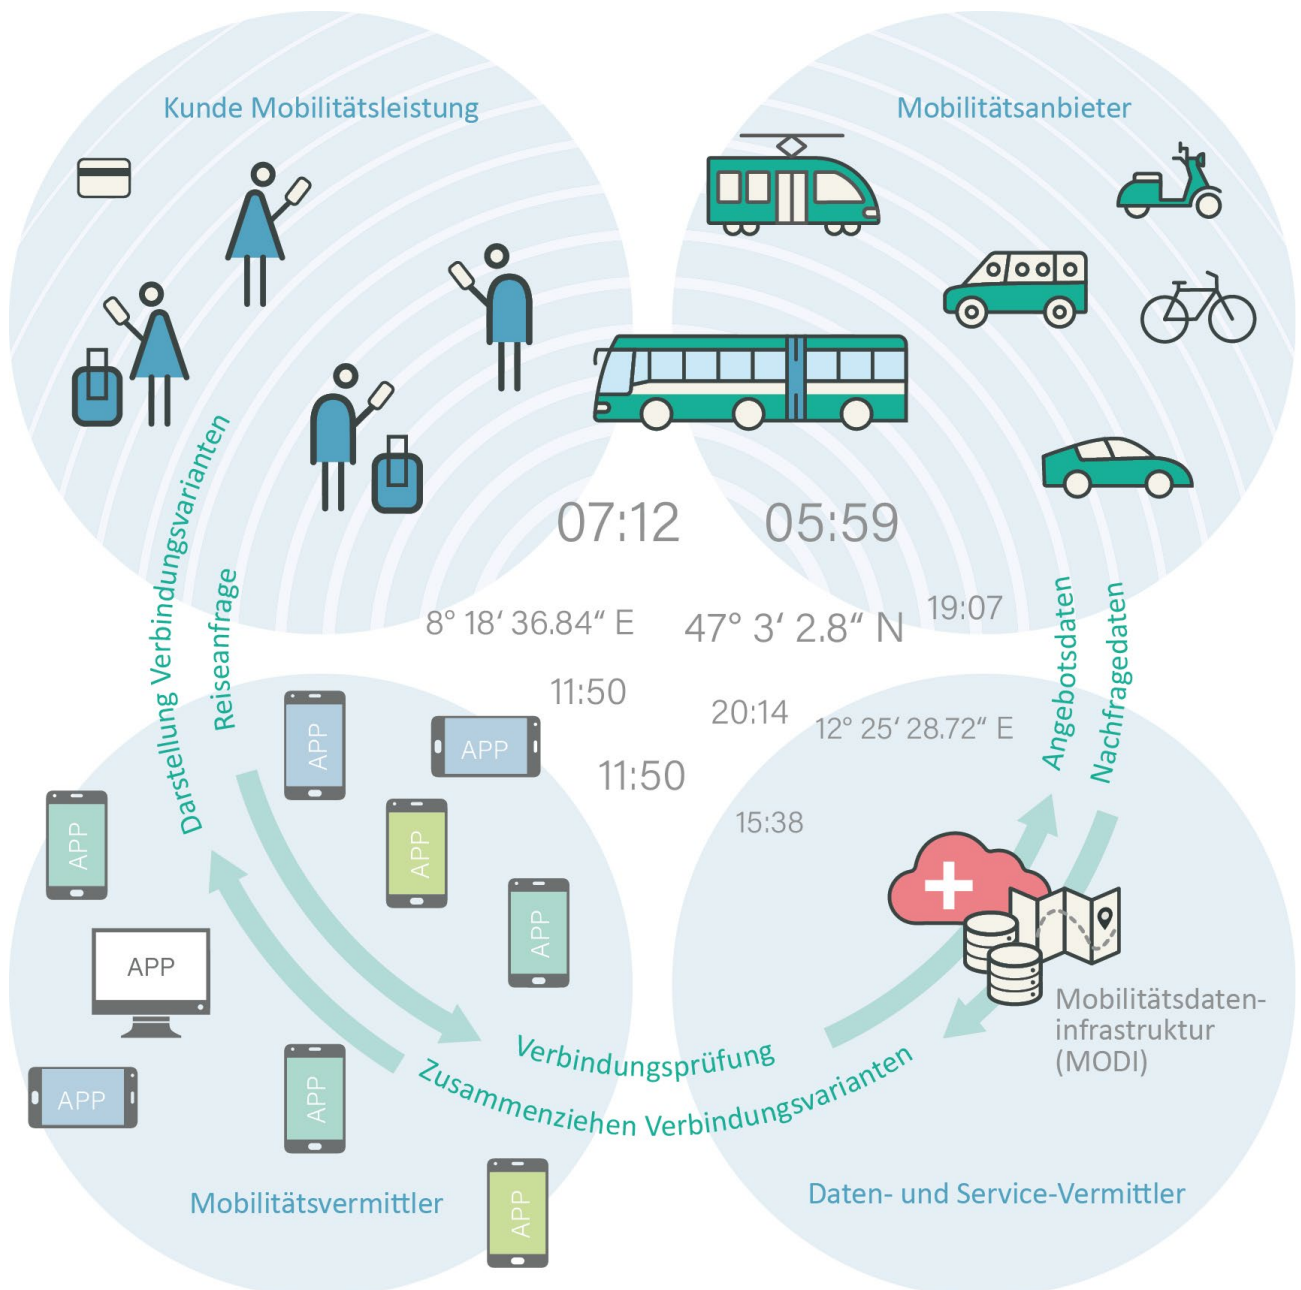 Kunde Mobilitätsleistung
Mobilitätsanbieter
07:12
05:59
8° 18‘ 36.84“ E
47° 3‘ 2.8“ N
19:07
11:50
20:14
12° 25‘ 28.72“ E
11:50
15:38
Darstellung Verbindungsvarianten
Reiseanfrage
Angebotsdaten
Nachfragedaten
APP
APP
APP
APP
APP
APP
APP
APP
APP
Verbindungsprüfung
Zusammenziehen Verbindungsvarianten
Mobilitätsdaten-
infrastruktur
(MODI)
Mobilitätsvermittler
Daten- und Service-Vermittler